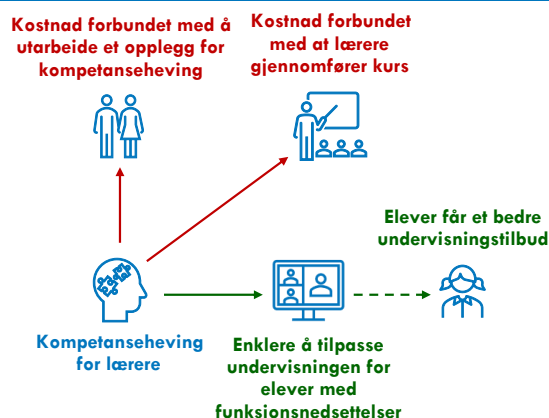 Kostnad forbundet med å
utarbeide et opplegg for
kompetanseheving
Kostnad forbundet
med at lærere
gjennomfører kurs
Elever får et bedre
undervisningstilbud
Kompetanseheving
for lærere
Enklere å tilpasse
undervisningen for
elever med
funksjonsnedsettelser